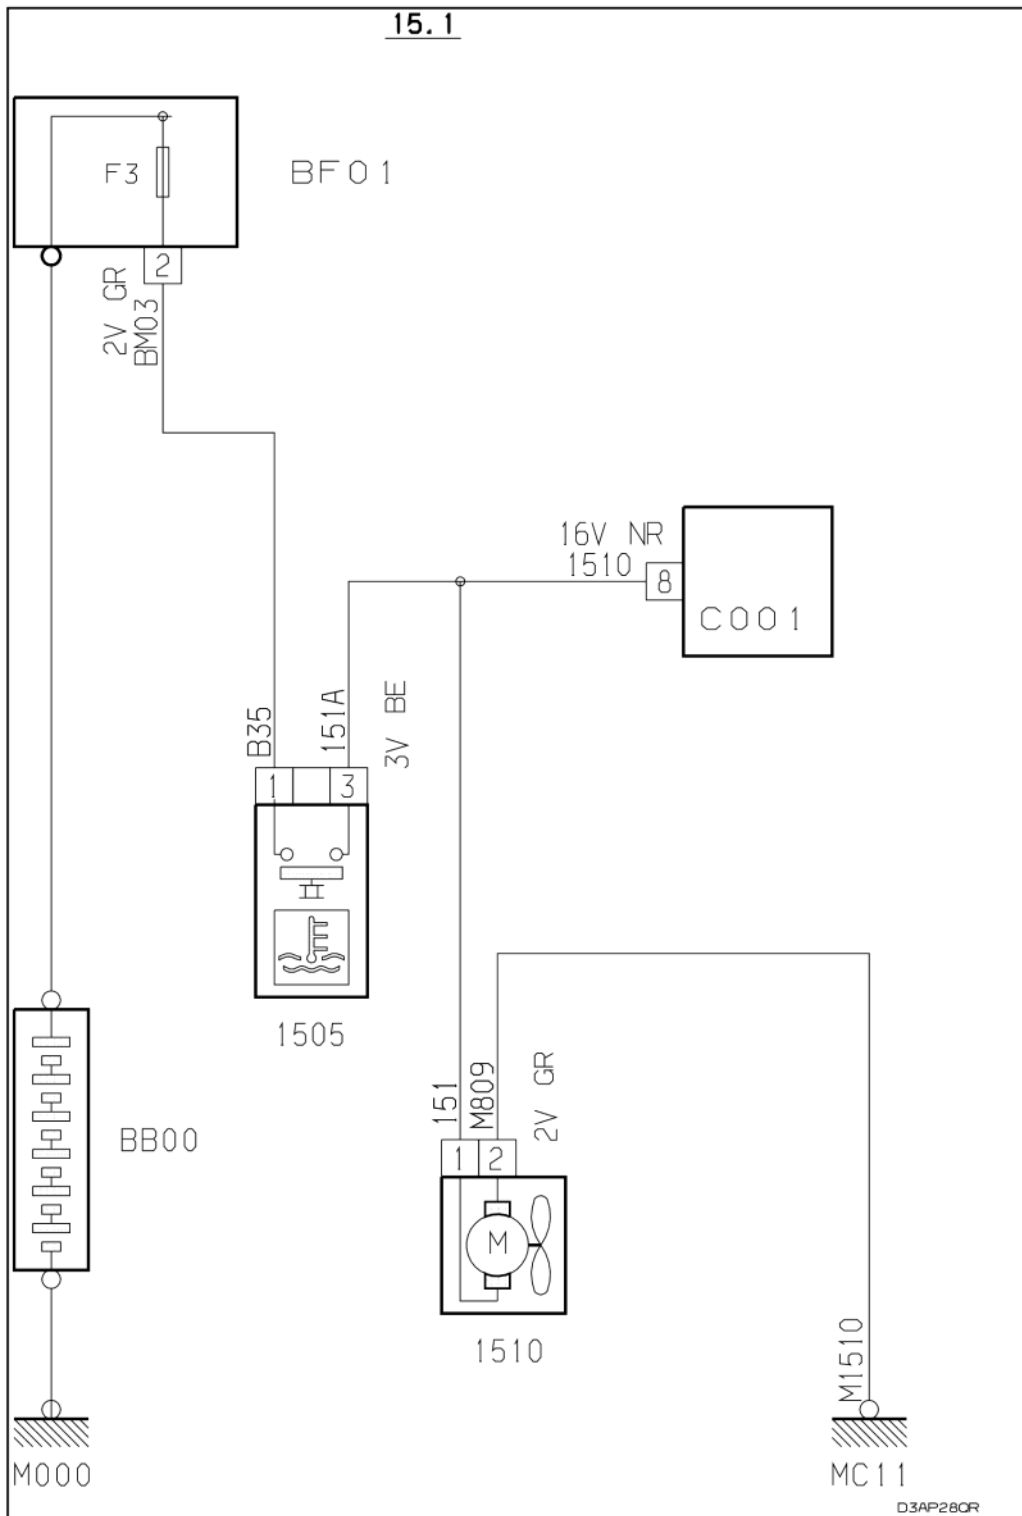 15.1
F3
BF01
2
2V GR
BM03
16V NR
1510
8
C001
B35
151A
3V BE
1
3
1505
151
M809
2V GR
BB00
1
2
M
1510
M1510
M000
MC11
D3AP28QR